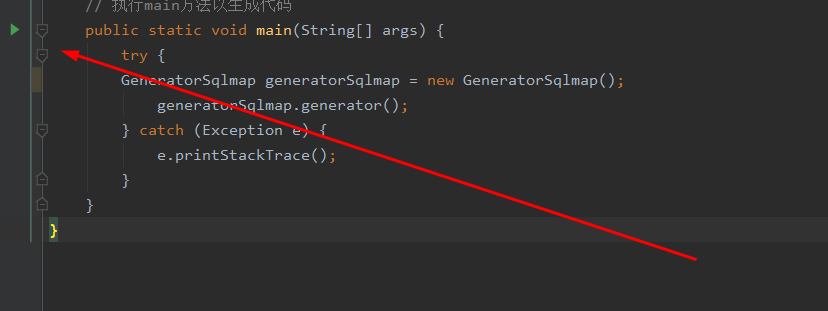 // 执行main方法以生成代码
public static void main(String[] args) {
try {
GeneratorSqlmap generatorSqlmap = new GeneratorSqlmap();
generatorSqlmap.generator();
} catch (Exception e) {
e.printStackTrace();
}
}
}